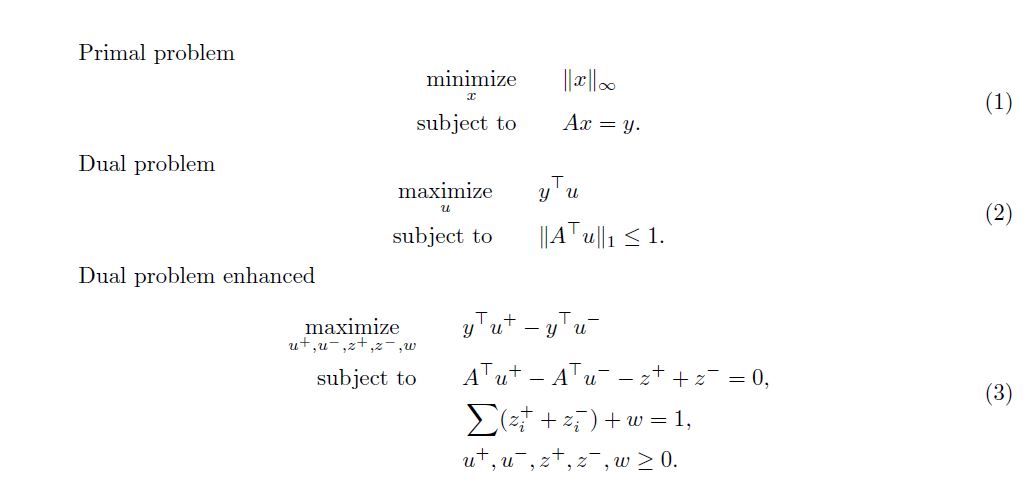 Primal problem
minimize x ‖x‖∞
(1)
subject to Ax = y.
Dual problem
maximize u y⊤u
(2)
subject to ‖A⊤u‖₁ ≤ 1.
Dual problem enhanced
maximize u⁺,u⁻,z⁺,z⁻,w y⊤u⁺ − y⊤u⁻
subject to A⊤u⁺ − A⊤u⁻ − z⁺ + z⁻ = 0,
(3)
∑(zᵢ⁺ + zᵢ⁻) + w = 1,
u⁺, u⁻, z⁺, z⁻, w ≥ 0.